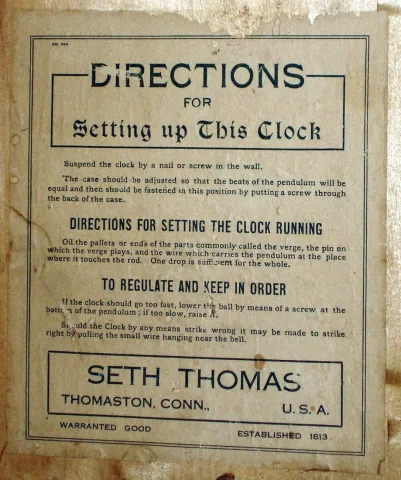 DIRECTIONS
FOR
Setting up This Clock
Suspend the clock by a nail or screw in the wall.
The case should be adjusted so that the beats of the pendulum will be
equal and then should be fastened in this position by putting a screw through
the back of the case.
DIRECTIONS FOR SETTING THE CLOCK RUNNING
Oil the pallets or ends of the parts commonly called the verge, the pin on
which the verge plays, and the wire which carries the pendulum at the place
where it touches the rod. One drop is sufficient for the whole.
TO REGULATE AND KEEP IN ORDER
If the clock should go too fast, lower the ball by means of a screw at the
bottom of the pendulum; if too slow, raise it.
Should the Clock by any means strike wrong it may be made to strike
right by pulling the small wire hanging near the bell.
SETH THOMAS
THOMASTON, CONN., U. S. A.
WARRANTED GOOD ESTABLISHED 1813